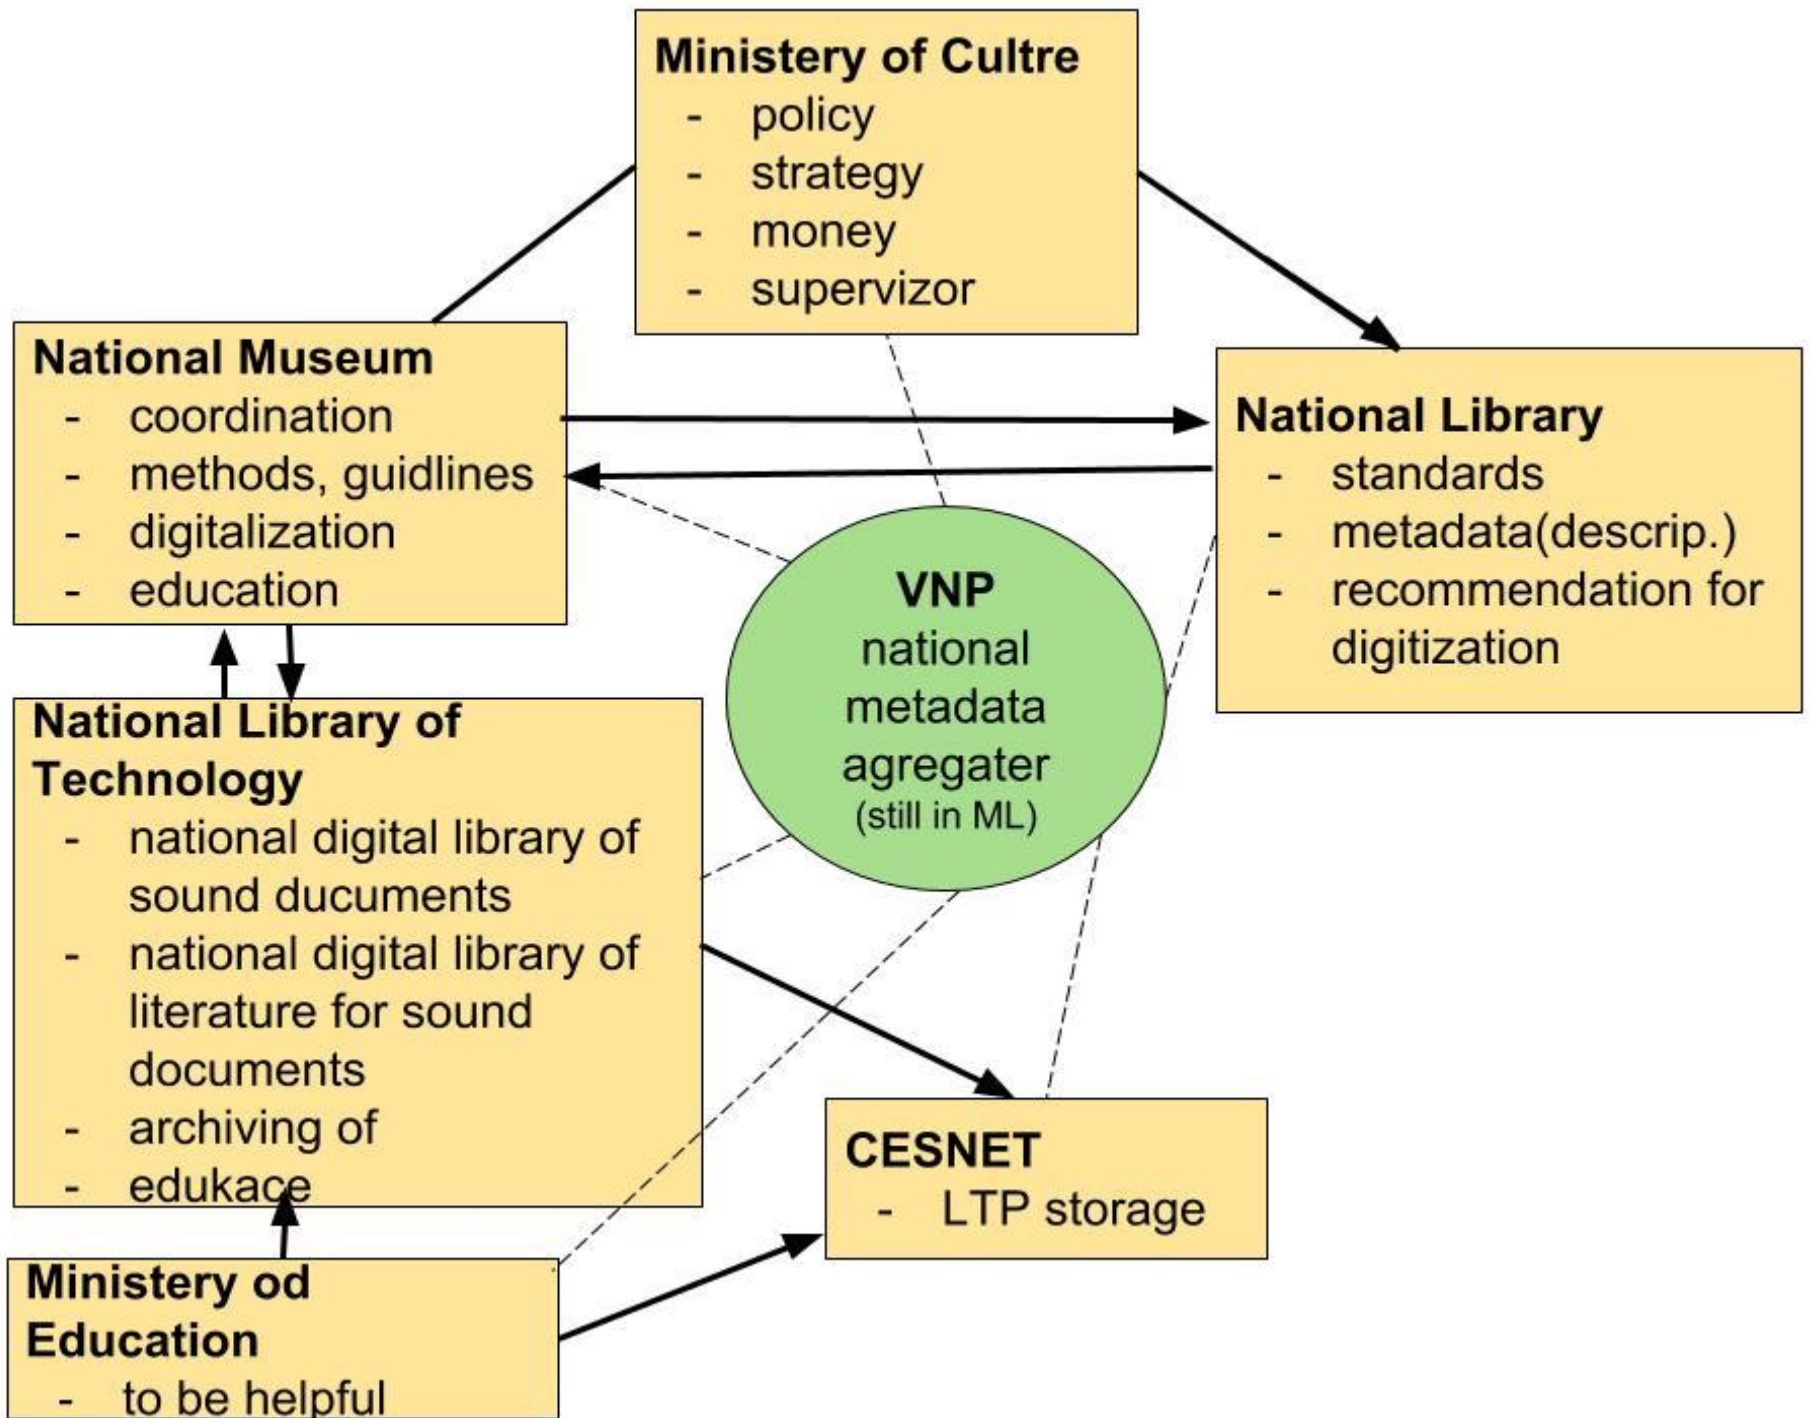 Ministery of Cultre
- policy
- strategy
- money
- supervizor
National Museum
- coordination
- methods, guidlines
- digitalization
- education
National Library
- standards
- metadata(descrip.)
- recommendation for
digitization
VNP
national
metadata
agregater
(still in ML)
National Library of
Technology
- national digital library of
sound ducuments
- national digital library of
literature for sound
documents
- archiving of
- edukace
CESNET
- LTP storage
Ministery od
Education
- to be helpful